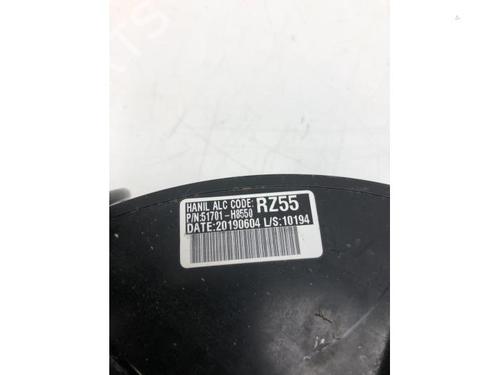 HANIL ALC CODE: RZ55
P/N:51701-H8550
DATE:20190604 L/S:10194